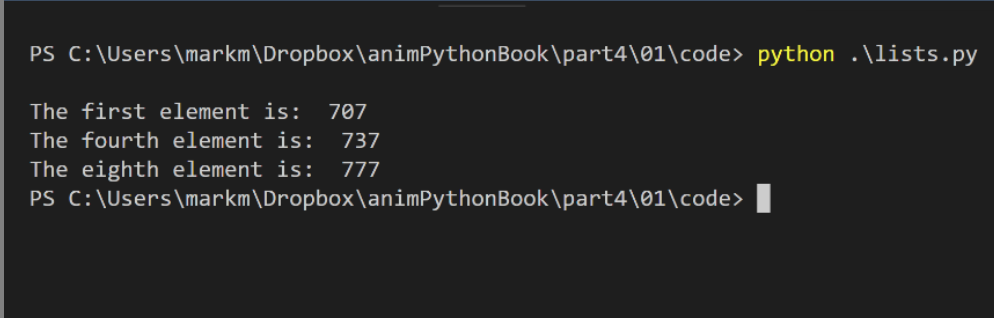 PS C:\Users\markm\Dropbox\animPythonBook\part4\01\code> python .\lists.py
The first element is:  707
The fourth element is:  737
The eighth element is:  777
PS C:\Users\markm\Dropbox\animPythonBook\part4\01\code>